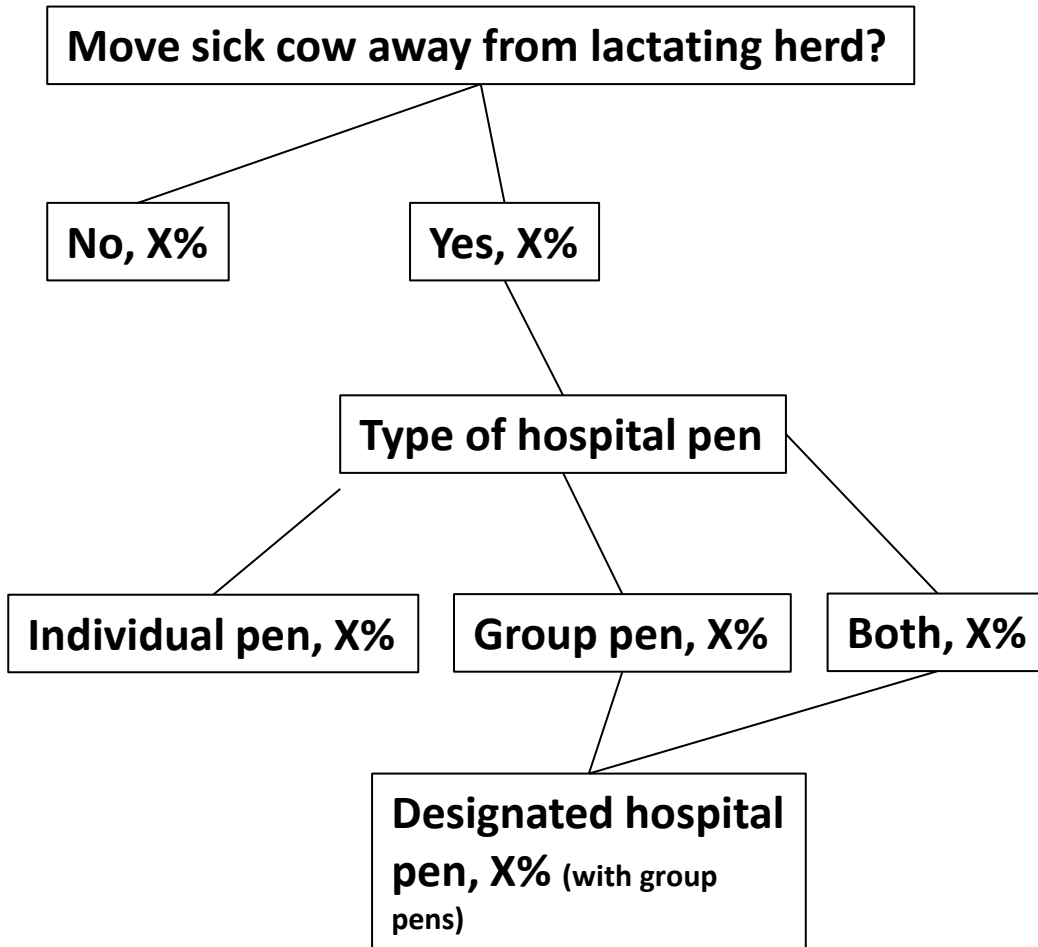 Move sick cow away from lactating herd?
No, X%
Yes, X%
Type of hospital pen
Individual pen, X%
Group pen, X%
Both, X%
Designated hospital
pen, X% (with group
pens)